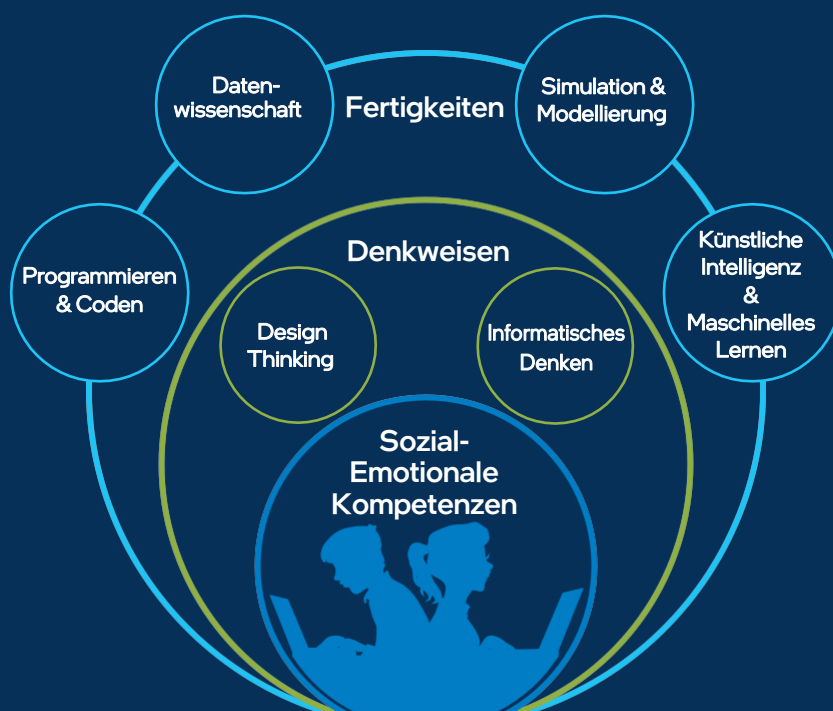 Daten-
wissenschaft
Fertigkeiten
Simulation &
Modellierung
Programmieren
& Coden
Denkweisen
Künstliche
Intelligenz
&
Maschinelles
Lernen
Design
Thinking
Informatisches
Denken
Sozial-
Emotionale
Kompetenzen